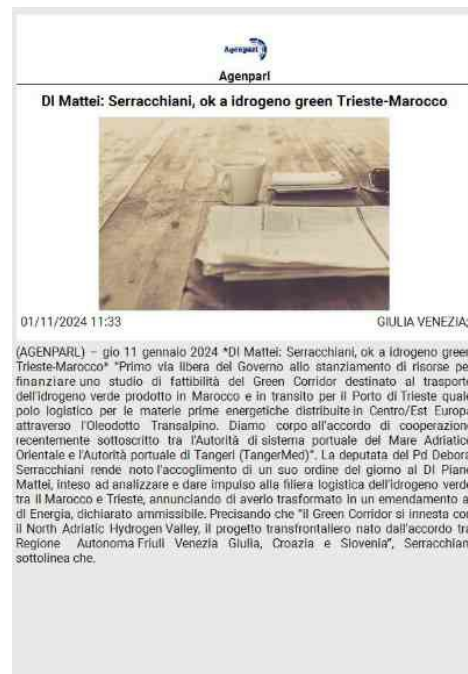 Agenparl
Agenparl
DI Mattei: Serracchiani, ok a idrogeno green Trieste-Marocco
01/11/2024 11:33
GIULIA VENEZIA;
(AGENPARL) – gio 11 gennaio 2024 *DI Mattei: Serracchiani, ok a idrogeno green
Trieste-Marocco* "Primo via libera del Governo allo stanziamento di risorse per
finanziare uno studio di fattibilità del Green Corridor destinato al trasporto
dell'idrogeno verde prodotto in Marocco e in transito per il Porto di Trieste quale
polo logistico per le materie prime energetiche distribuite in Centro/Est Europa
attraverso l'Oleodotto Transalpino. Diamo corpo all'accordo di cooperazione
recentemente sottoscritto tra l'Autorità di sistema portuale del Mare Adriatico
Orientale e l'Autorità portuale di Tangeri (TangerMed)". La deputata del Pd Debora
Serracchiani rende noto l'accoglimento di un suo ordine del giorno al DI Piano
Mattei, inteso ad analizzare e dare impulso alla filiera logistica dell'idrogeno verde
tra il Marocco e Trieste, annunciando di averlo trasformato in un emendamento al
dl Energia, dichiarato ammissibile. Precisando che "il Green Corridor si innesta con
il North Adriatic Hydrogen Valley, il progetto transfrontaliero nato dall'accordo tra
Regione Autonoma Friuli Venezia Giulia, Croazia e Slovenia", Serracchiani
sottolinea che.